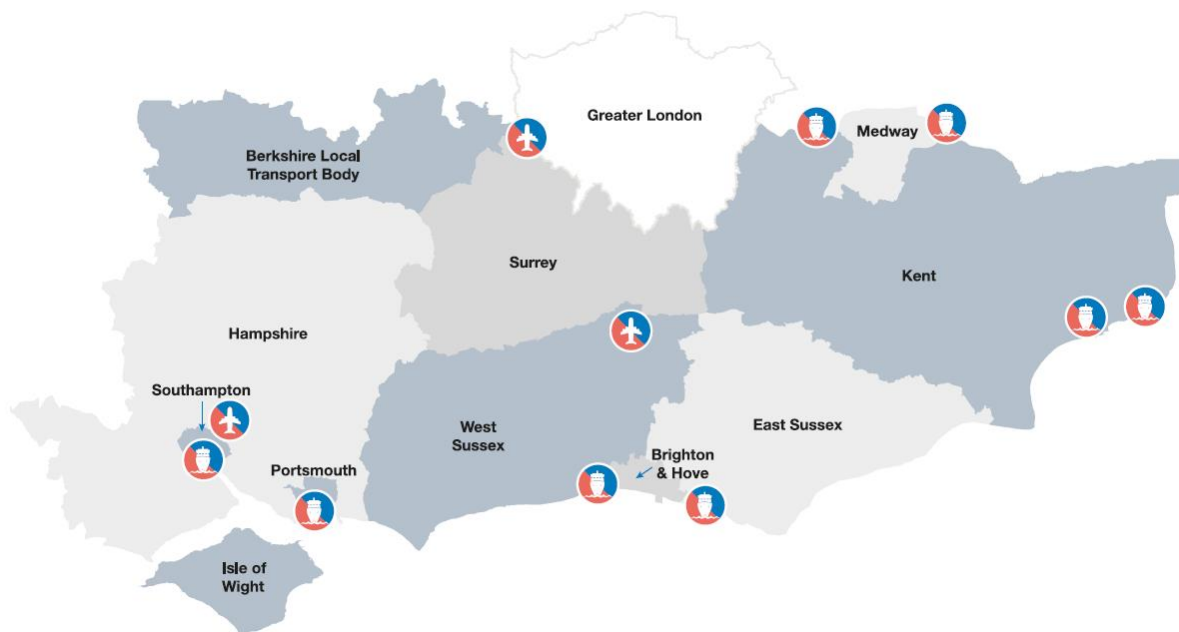 Greater London
Medway
Berkshire Local
Transport Body
Surrey
Kent
Hampshire
Southampton
West
Sussex
East Sussex
Brighton
& Hove
Portsmouth
Isle of
Wight